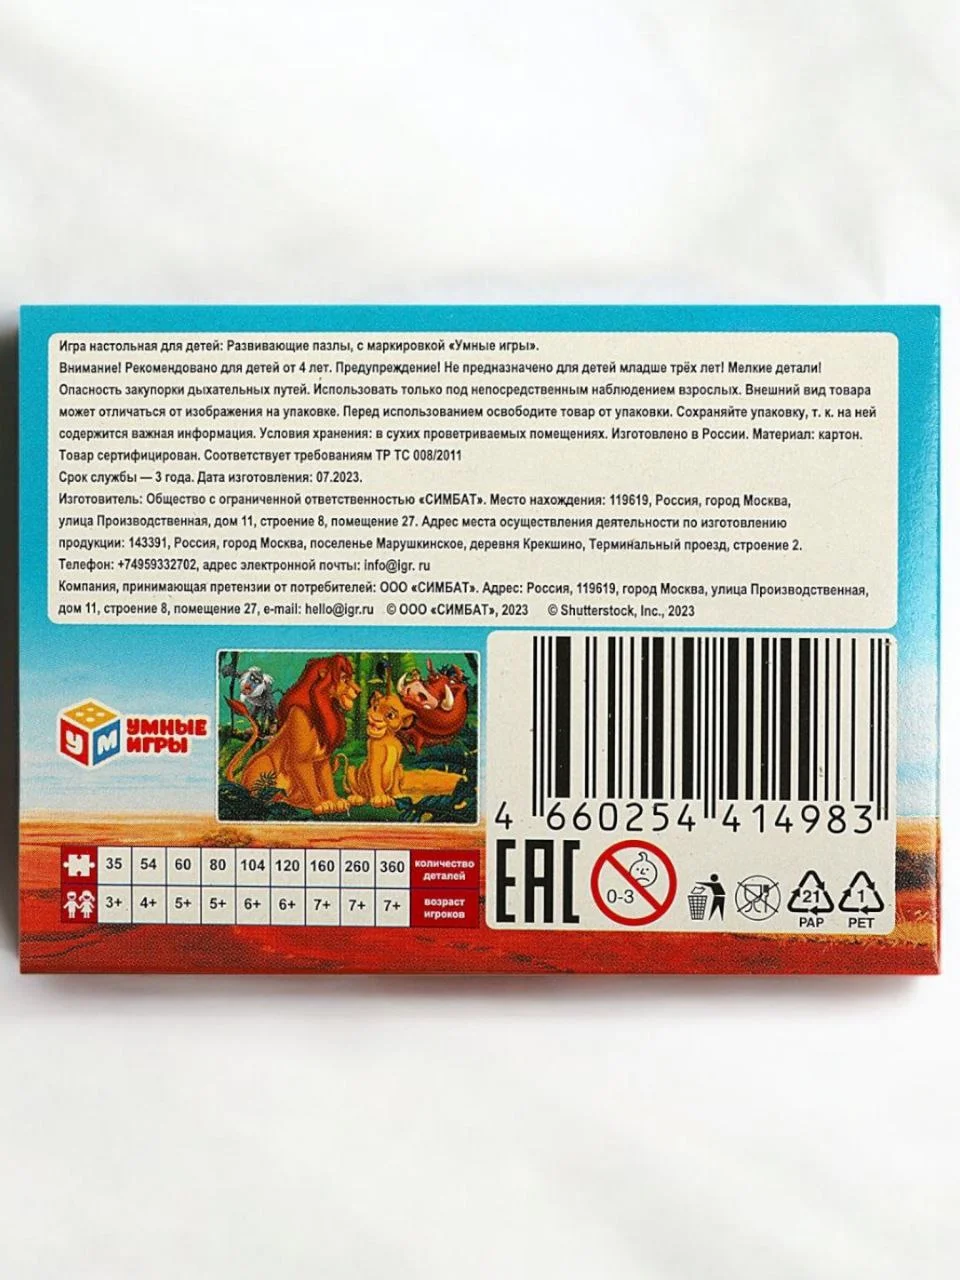 Игра настольная для детей: Развивающие пазлы, с маркировкой «Умные игры».
Внимание! Рекомендовано для детей от 4 лет. Предупреждение! Не предназначено для детей младше трёх лет! Мелкие детали!
Опасность закупорки дыхательных путей. Использовать только под непосредственным наблюдением взрослых. Внешний вид товара
может отличаться от изображения на упаковке. Перед использованием освободите товар от упаковки. Сохраняйте упаковку, т. к. на ней
содержится важная информация. Условия хранения: в сухих проветриваемых помещениях. Изготовлено в России. Материал: картон.
Товар сертифицирован. Соответствует требованиям ТР ТС 008/2011
Срок службы — 3 года. Дата изготовления: 07.2023.
Изготовитель: Общество с ограниченной ответственностью «СИМБАТ». Место нахождения: 119619, Россия, город Москва,
улица Производственная, дом 11, строение 8, помещение 27. Адрес места осуществления деятельности по изготовлению
продукции: 143391, Россия, город Москва, поселенье Марушкинское, деревня Крекшино, Терминальный проезд, строение 2.
Телефон: +74959332702, адрес электронной почты: info@igr. ru
Компания, принимающая претензии от потребителей: ООО «СИМБАТ». Адрес: Россия, 119619, город Москва, улица Производственная,
дом 11, строение 8, помещение 27, e-mail: hello@igr.ru © ООО «СИМБАТ», 2023 © Shutterstock, Inc., 2023
УМ УМНЫЕ
ИГРЫ
4 660254 414983
35 54 60 80 104 120 160 260 360 количество
деталей
3+ 4+ 5+ 5+ 6+ 6+ 7+ 7+ 7+ возраст
игроков
EAC 0-3 21 1
PAP PET